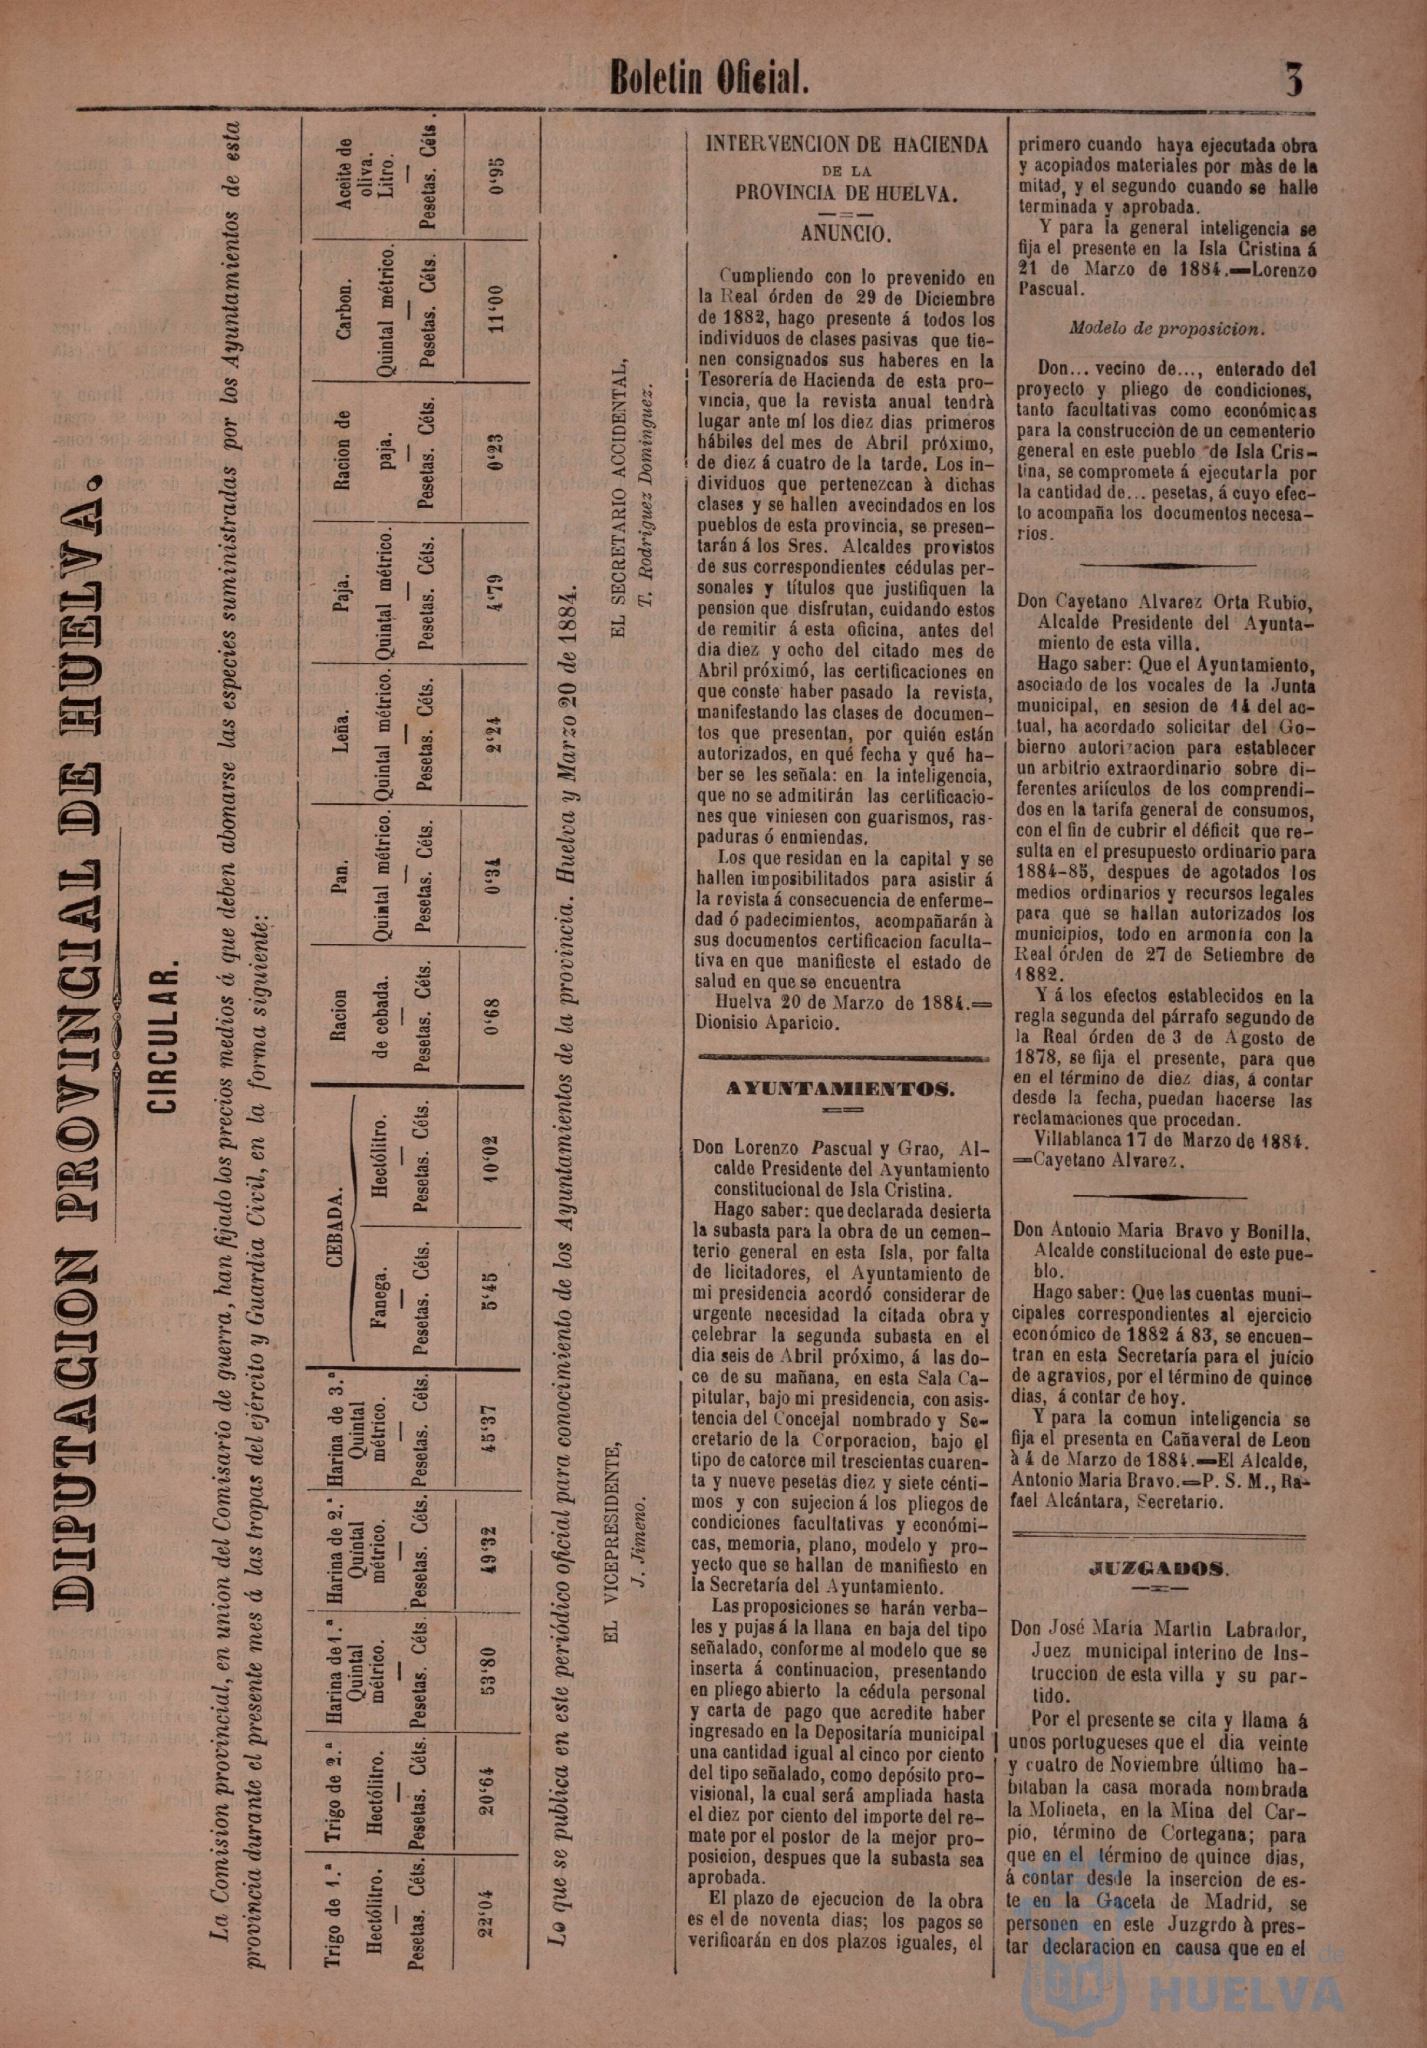 Boletin Oficial.
3
DIPUTACION PROVINCIAL DE HUELVA.
CIRCULAR.
La Comision provincial, en union del Comisario de guerra, han fijado los precios medios á que deben abonarse las especies suministradas por los Ayuntamientos de esta
provincia durante el presente mes á las tropas del ejército y Guardia Civil, en la forma siguiente:
Trigo de 1.ª
Hectólitro.
Pesetas. Céts.
22‘04
Trigo de 2.ª
Hectólitro.
Pesetas. Céts.
20‘64
Harina de 1.ª
Quintal
métrico.
Pesetas. Céts.
53‘80
Harina de 2.ª
Quintal
métrico.
Pesetas. Céts.
49‘32
Harina de 3.ª
Quintal
métrico.
Pesetas. Céts.
45‘37
CEBADA.
Fanega.
Pesetas. Céts.
5‘45
Hectólitro.
Pesetas. Céts.
10‘02
Racion
de cebada.
Pesetas. Céts.
0‘68
Pan.
Quintal métrico.
Pesetas. Céts.
0‘34
Leña.
Quintal métrico.
Pesetas. Céts.
2‘24
Paja.
Quintal métrico.
Pesetas. Céts.
4‘79
Racion de
paja.
Pesetas. Céts.
0‘23
Carbon.
Quintal métrico.
Pesetas. Céts.
11‘00
Aceite de
oliva.
Litro.
Pesetas. Céts.
0‘95
Lo que se publica en este periódico oficial para conocimiento de los Ayuntamientos de la provincia. Huelva y Marzo 20 de 1884.
EL VICEPRESIDENTE,
J. Jimeno.
EL SECRETARIO ACCIDENTAL,
T. Rodriguez Dominguez.
INTERVENCION DE HACIENDA
DE LA
PROVINCIA DE HUELVA.
ANUNCIO.
Cumpliendo con lo prevenido en
la Real órden de 29 de Diciembre
de 1882, hago presente á todos los
individuos de clases pasivas que tie-
nen consignados sus haberes en la
Tesorería de Hacienda de esta pro-
vincia, que la revista anual tendrà
lugar ante mí los diez dias primeros
hábiles del mes de Abril próximo,
de diez á cuatro de la tarde. Los in-
dividuos que pertenezcan à dichas
clases y se hallen avecindados en los
pueblos de esta provincia, se presen-
tarán á los Sres. Alcaldes provistos
de sus correspondientes cédulas per-
sonales y títulos que justifiquen la
pension que disfrutan, cuidando estos
de remitir á esta oficina, antes del
dia diez y ocho del citado mes de
Abril próximó, las certificaciones en
que conste haber pasado la revista,
manifestando las clases de documen-
tos que presentan, por quién están
autorizados, en qué fecha y qué ha-
ber se les señala: en la inteligencia,
que no se admitirán las certificacio-
nes que viniesen con guarismos, ras-
paduras ó enmiendas.
Los que residan en la capital y se
hallen imposibilitados para asistir á
la revista á consecuencia de enferme-
dad ó padecimientos, acompañarán à
sus documentos certificacion faculta-
tiva en que manifieste el estado de
salud en que se encuentra
Huelva 20 de Marzo de 1884.=
Dionisio Aparicio.
AYUNTAMIENTOS.
Don Lorenzo Pascual y Grao, Al-
calde Presidente del Ayuntamiento
constitucional de Isla Cristina.
Hago saber: que declarada desierta
la subasta para la obra de un cemen-
terio general en esta Isla, por falta
de licitadores, el Ayuntamiento de
mi presidencia acordó considerar de
urgente necesidad la citada obra y
celebrar la segunda subasta en el
dia seis de Abril próximo, á las do-
ce de su mañana, en esta Sala Ca-
pitular, bajo mi presidencia, con asis-
tencia del Concejal nombrado y Se-
cretario de la Corporacion, bajo el
tipo de catorce mil trescientas cuaren-
ta y nueve pesetas diez y siete cénti-
mos y con sujecion á los pliegos de
condiciones facultativas y económi-
cas, memoria, plano, modelo y pro-
yecto que se hallan de manifiesto en
la Secretaría del Ayuntamiento.
Las proposiciones se harán verba-
les y pujas á la llana en baja del tipo
señalado, conforme al modelo que se
inserta á continuacion, presentando
en pliego abierto la cédula personal
y carta de pago que acredite haber
ingresado en la Depositaría municipal
una cantidad igual al cinco por ciento
del tipo señalado, como depósito pro-
visional, la cual será ampliada hasta
el diez por ciento del importe del re-
mate por el postor de la mejor pro-
posicion, despues que la subasta sea
aprobada.
El plazo de ejecucion de la obra
es el de noventa dias; los pagos se
verificarán en dos plazos iguales, el
primero cuando haya ejecutada obra
y acopiados materiales por màs de la
mitad, y el segundo cuando se halle
terminada y aprobada.
Y para la general inteligencia se
fija el presente en la Isla Cristina á
21 de Marzo de 1884.=Lorenzo
Pascual.
Modelo de proposicion.
Don... vecino de..., enterado del
proyecto y pliego de condiciones,
tanto facultativas como económicas
para la construccion de un cementerio
general en este pueblo de Isla Cris-
tina, se compromete á ejecutarla por
la cantidad de... pesetas, á cuyo efec-
to acompaña los documentos necesa-
rios.
Don Cayetano Alvarez Orta Rubio,
Alcalde Presidente del Ayunta-
miento de esta villa.
Hago saber: Que el Ayuntamiento,
asociado de los vocales de la Junta
municipal, en sesion de 14 del ac-
tual, ha acordado solicitar del Go-
bierno autorizacion para establecer
un arbitrio extraordinario sobre di-
ferentes ariículos de los comprendi-
dos en la tarifa general de consumos,
con el fin de cubrir el déficit que re-
sulta en el presupuesto ordinario para
1884-85, despues de agotados los
medios ordinarios y recursos legales
para que se hallan autorizados los
municipios, todo en armonía con la
Real órden de 27 de Setiembre de
1882.
Y á los efectos establecidos en la
regla segunda del párrafo segundo de
la Real órden de 3 de Agosto de
1878, se fija el presente, para que
en el término de diez dias, á contar
desde la fecha, puedan hacerse las
reclamaciones que procedan.
Villablanca 17 de Marzo de 1884.
=Cayetano Alvarez.
Don Antonio Maria Bravo y Bonilla,
Alcalde constitucional de este pue-
blo.
Hago saber: Que las cuentas muni-
cipales correspondientes al ejercicio
económico de 1882 á 83, se encuen-
tran en esta Secretaría para el juicio
de agravios, por el término de quince
dias, á contar de hoy.
Y para la comun inteligencia se
fija el presenta en Cañaveral de Leon
à 4 de Marzo de 1884.=El Alcalde,
Antonio Maria Bravo.=P. S. M., Ra-
fael Alcántara, Secretario.
JUZGADOS.
Don José María Martin Labrador,
Juez municipal interino de Ins-
truccion de esta villa y su par-
tido.
Por el presente se cita y llama á
unos portugueses que el dia veinte
y cuatro de Noviembre último ha-
bitaban la casa morada nombrada
la Molineta, en la Mina del Car-
pio, término de Cortegana; para
que en el término de quince dias,
á contar desde la insercion de es-
te en la Gaceta de Madrid, se
personen en este Juzgrdo à pres-
tar declaracion en causa que en el
Ayuntamiento de
HUELVA